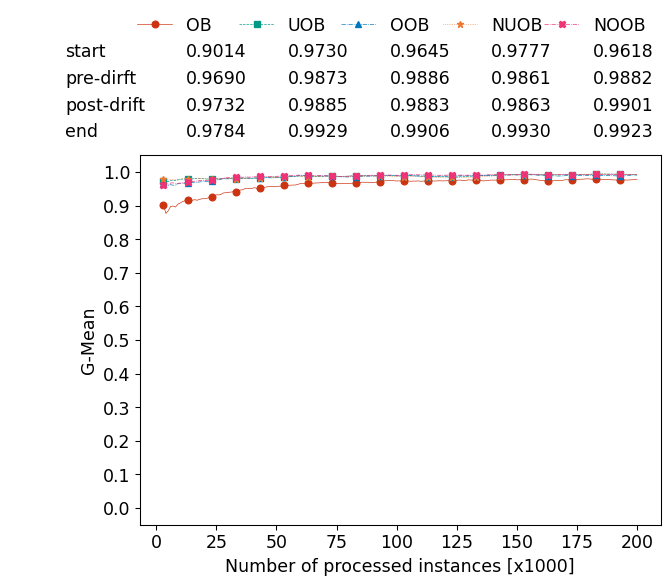 OB UOB OOB NUOB NOOB
start 0.9014 0.9730 0.9645 0.9777 0.9618
pre-dirft 0.9690 0.9873 0.9886 0.9861 0.9882
post-drift 0.9732 0.9885 0.9883 0.9863 0.9901
end 0.9784 0.9929 0.9906 0.9930 0.9923
1.0
0.9
0.8
0.7
0.6
0.5
0.4
0.3
0.2
0.1
0.0
G-Mean
0 25 50 75 100 125 150 175 200
Number of processed instances [x1000]